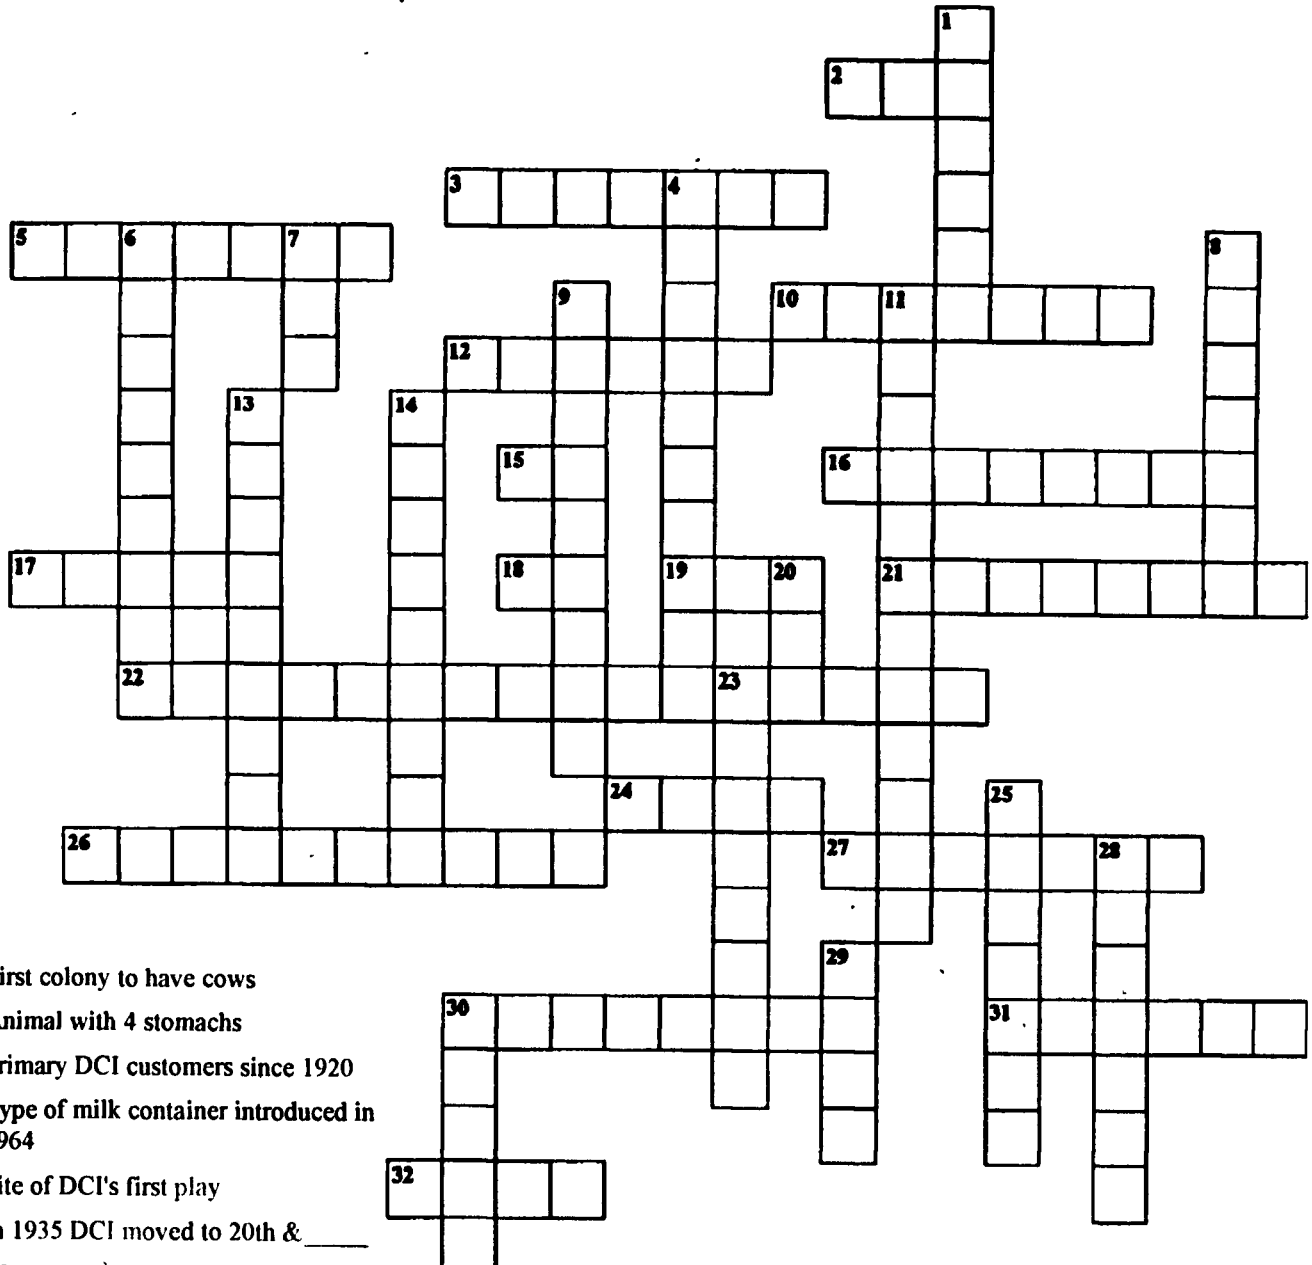 1
2
3 4
5 6 7
8
9 10 11
12
13 14
15 16
17 18 19 20 21
22 23
24 25
26 27 28
29
irst colony to have cows
30 31
nimal with 4 stomachs
rimary DCI customers since 1920
ype of milk container introduced in
964
32
ite of DCI's first play
1935 DCI moved to 20th & _____